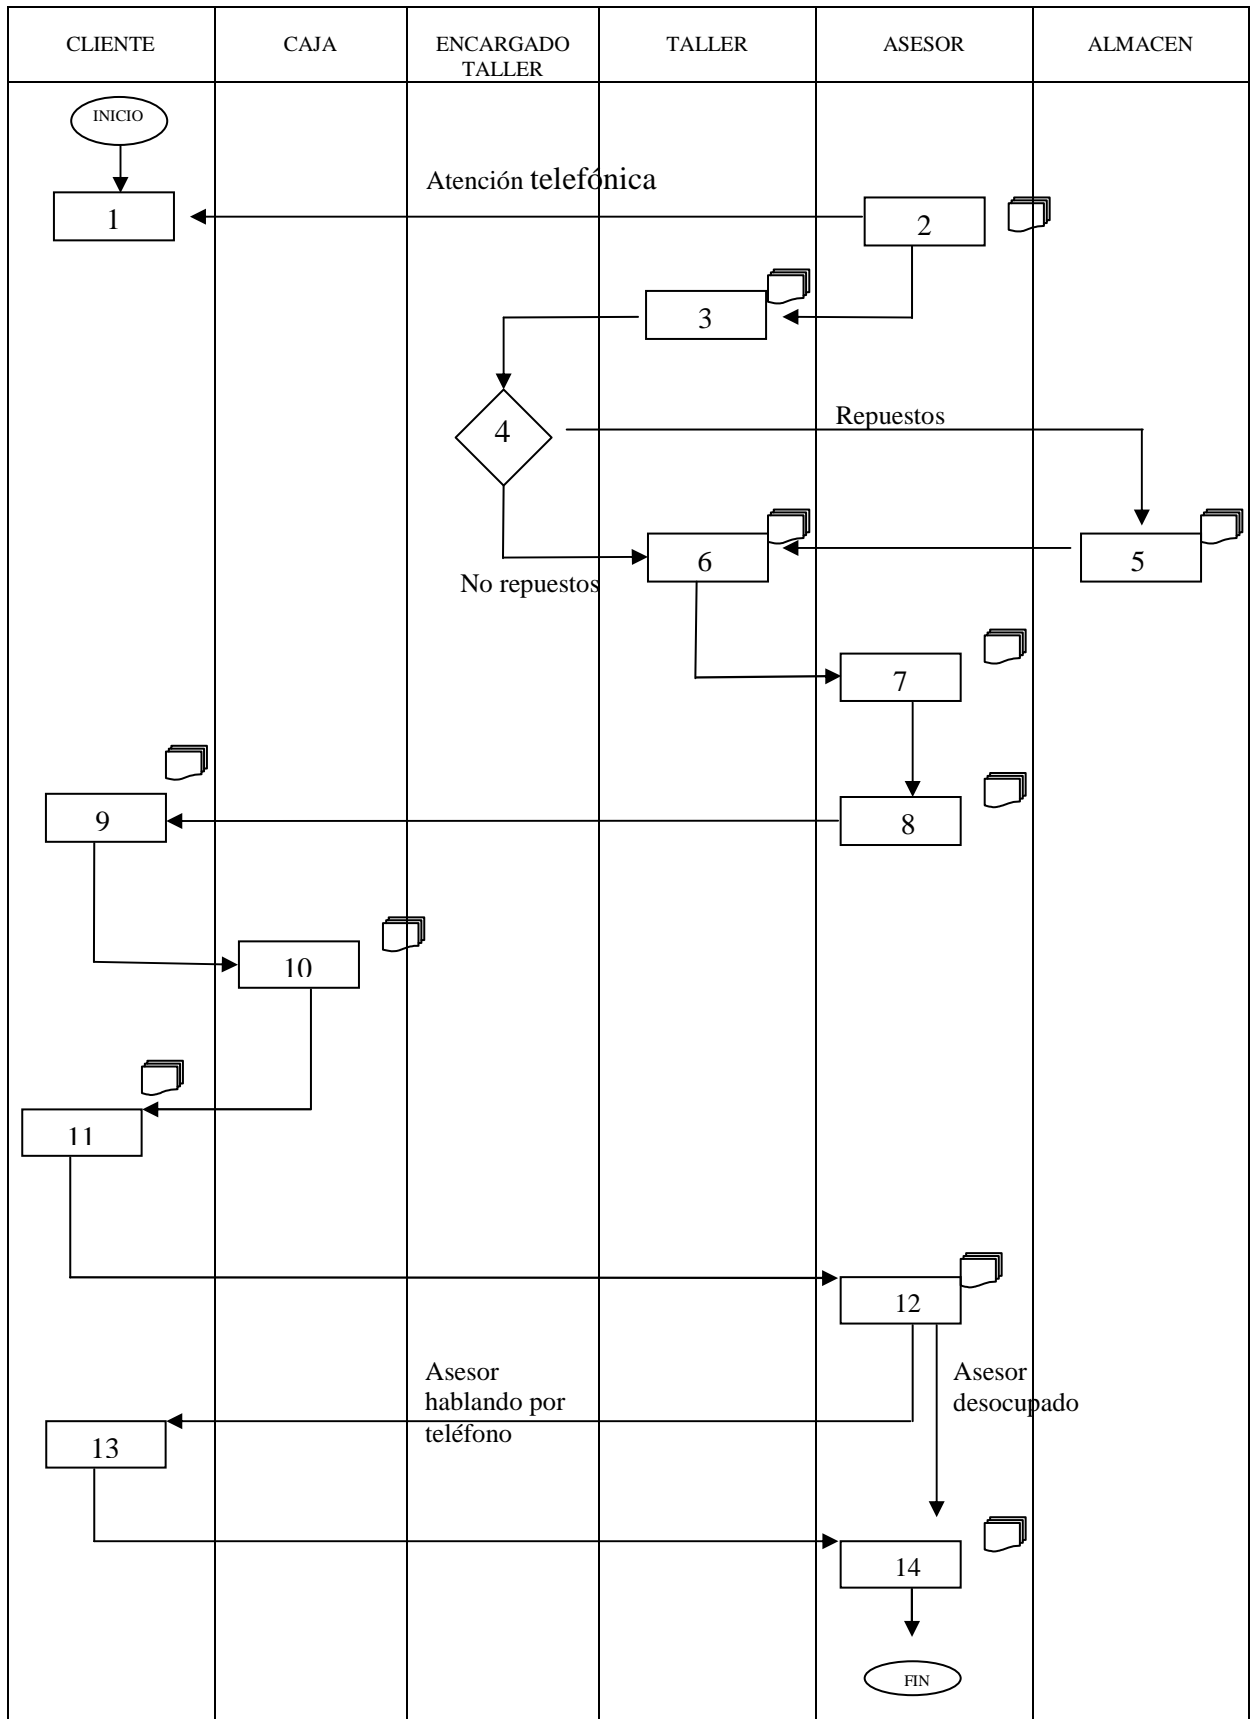 CLIENTE
CAJA
ENCARGADO
TALLER
TALLER
ASESOR
ALMACEN
INICIO
Atención telefónica
1
2
3
4
Repuestos
6
5
No repuestos
7
9
8
10
11
12
Asesor
hablando por
teléfono
Asesor
desocupado
13
14
FIN